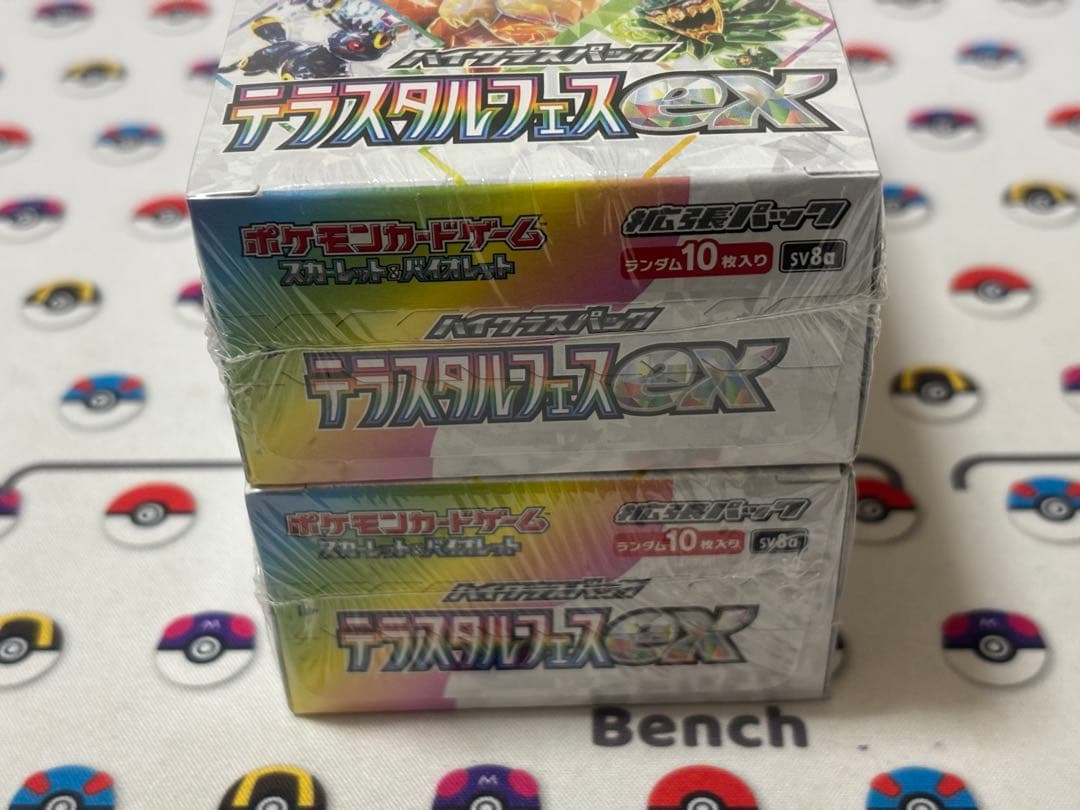 ハイクラスパック
テラスタルフェスex
ポケモンカードゲーム
スカーレット&バイオレット
拡張パック
ランダム10枚入り SV8a
ハイクラスパック
テラスタルフェスex
ポケモンカードゲーム
スカーレット&バイオレット
拡張パック
ランダム10枚入り SV8a
ハイクラスパック
テラスタルフェスex
Bench